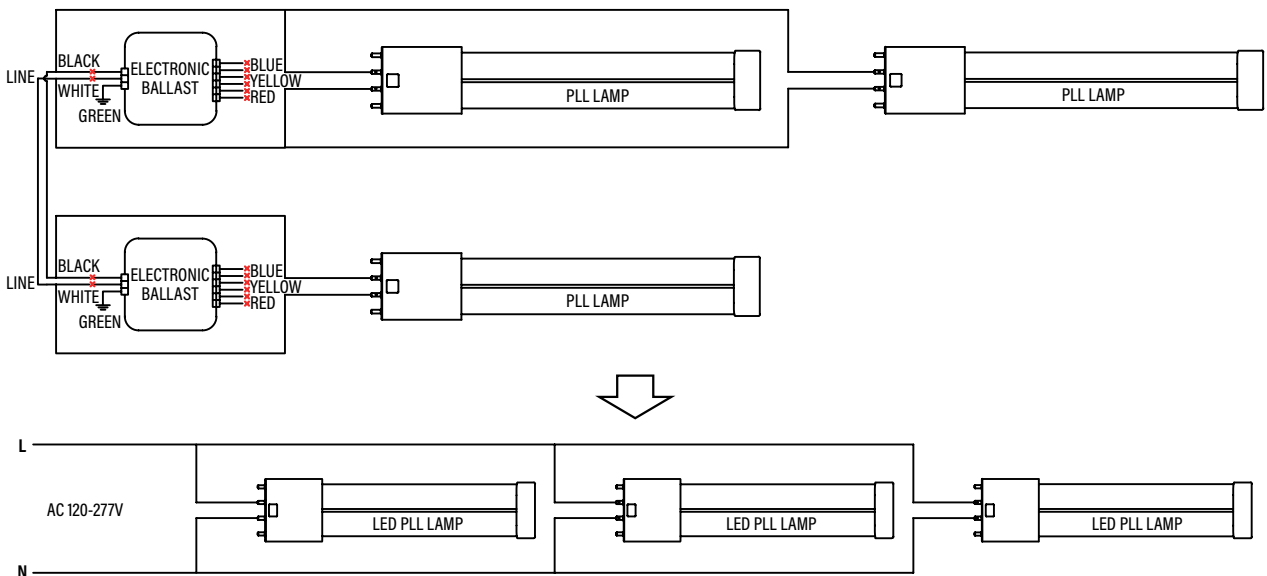 BLACK
LINE
WHITE
GREEN
ELECTRONIC
BALLAST
BLUE
YELLOW
RED
PLL LAMP
PLL LAMP
BLACK
LINE
WHITE
GREEN
ELECTRONIC
BALLAST
BLUE
YELLOW
RED
PLL LAMP
L
AC 120-277V
LED PLL LAMP
LED PLL LAMP
LED PLL LAMP
N